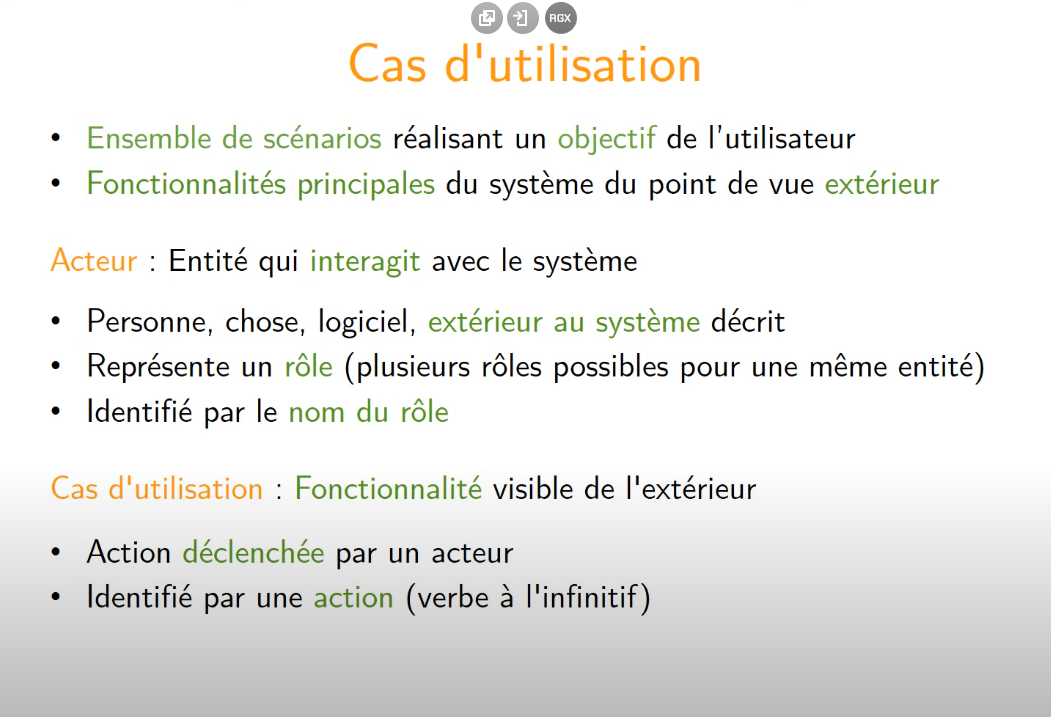 RGX
Cas d'utilisation
• Ensemble de scénarios réalisant un objectif de l’utilisateur
• Fonctionnalités principales du système du point de vue extérieur
Acteur : Entité qui interagit avec le système
• Personne, chose, logiciel, extérieur au système décrit
• Représente un rôle (plusieurs rôles possibles pour une même entité)
• Identifié par le nom du rôle
Cas d'utilisation : Fonctionnalité visible de l'extérieur
• Action déclenchée par un acteur
• Identifié par une action (verbe à l'infinitif)